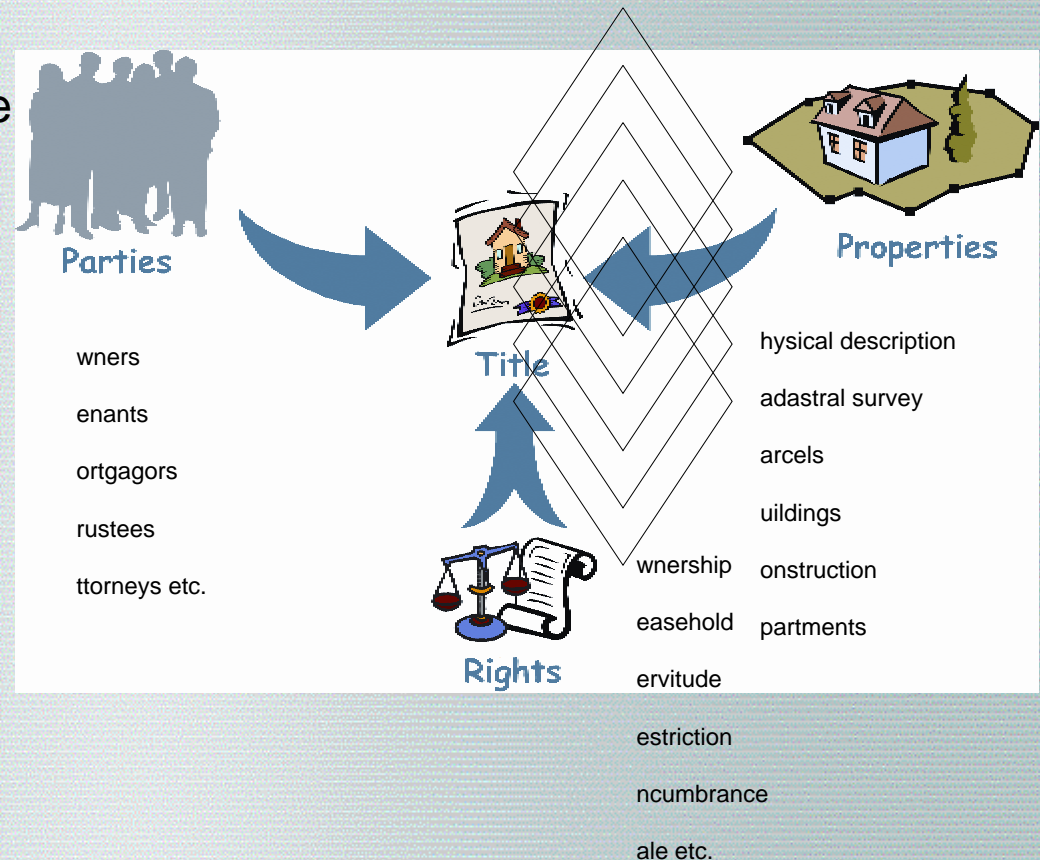 e
Parties
wners
enants
ortgagors
rustees
ttorneys etc.
Title
Rights
wnership
easehold
ervitude
estriction
ncumbrance
ale etc.
Properties
hysical description
adastral survey
arcels
uildings
onstruction
partments